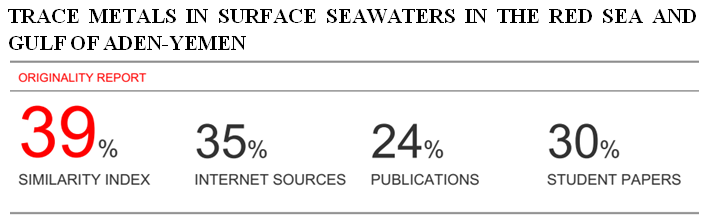 TRACE METALS IN SURFACE SEAWATERS IN THE RED SEA AND
GULF OF ADEN-YEMEN
ORIGINALITY REPORT
39% 35% 24% 30%
SIMILARITY INDEX INTERNET SOURCES PUBLICATIONS STUDENT PAPERS